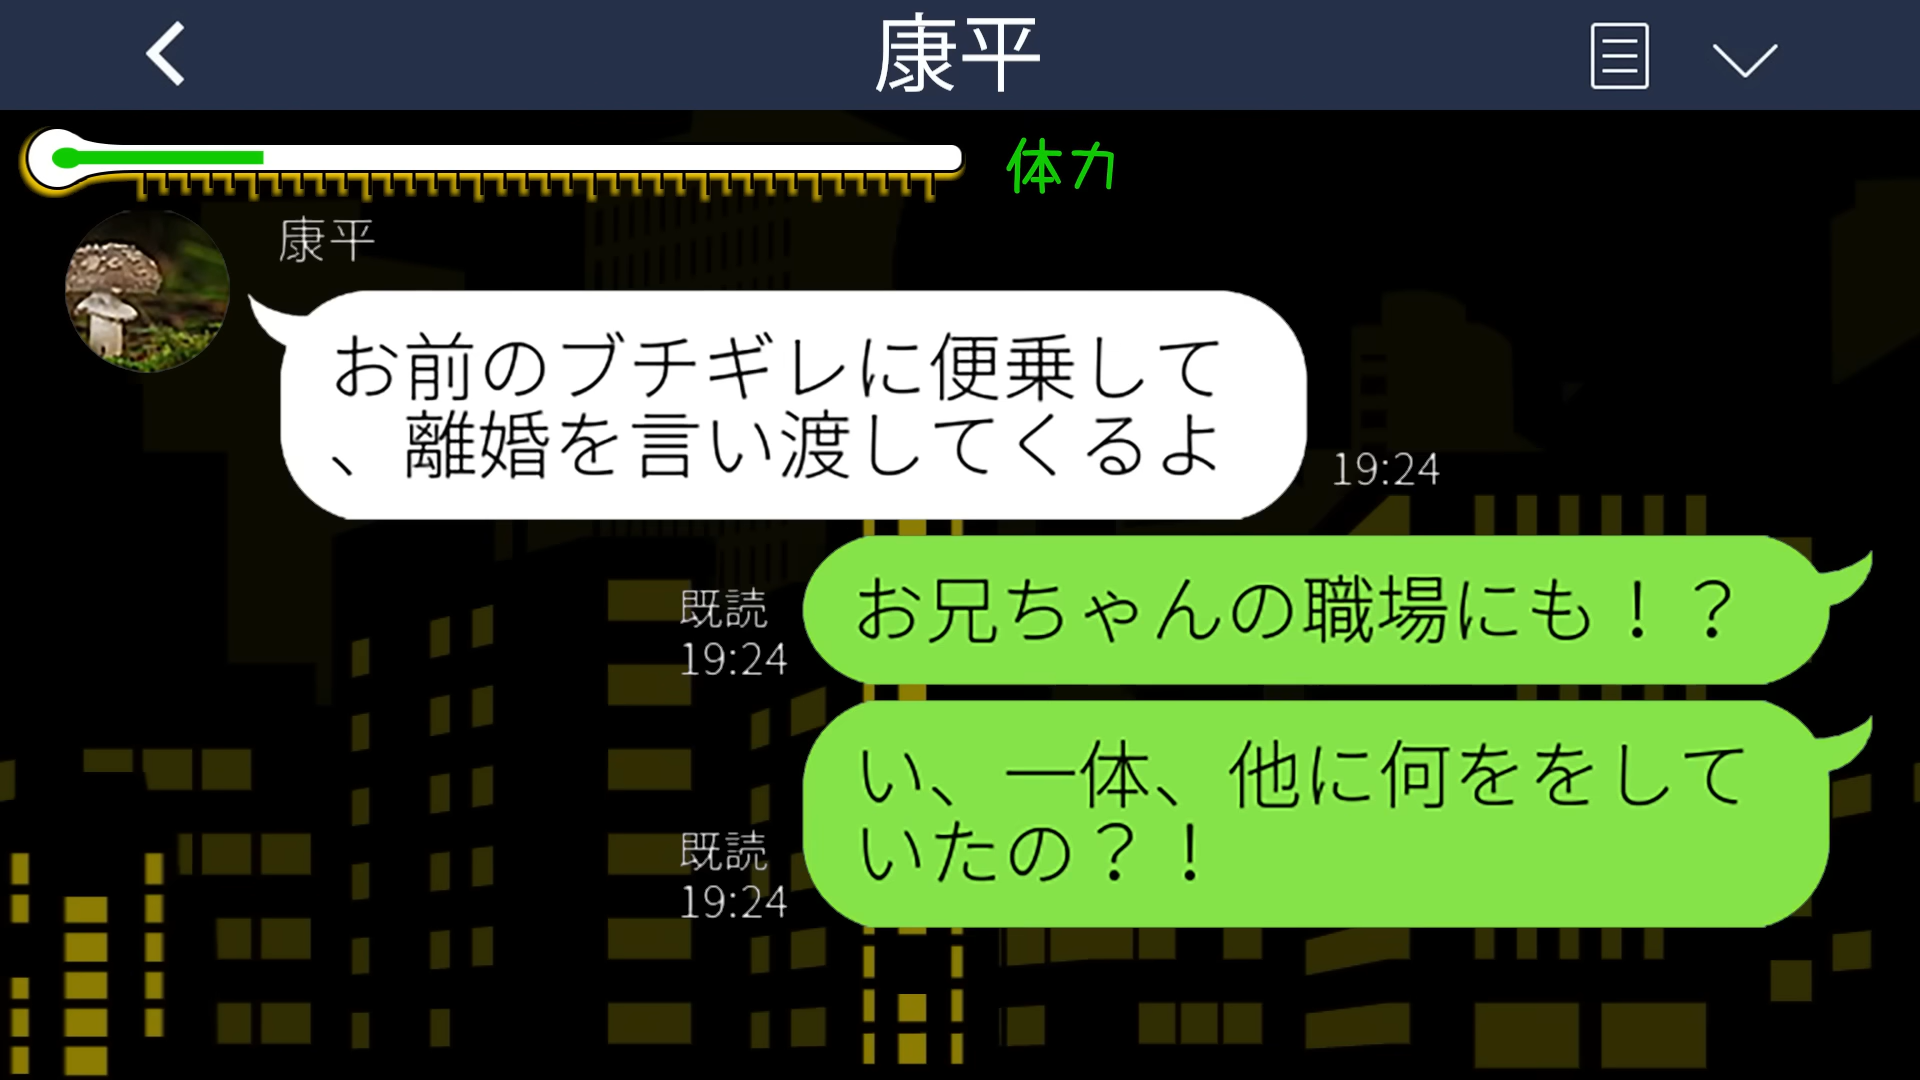 康平
体力
康平
お前のブチギレに便乗して
、離婚を言い渡してくるよ
19:24
お兄ちゃんの職場にも！？
既読
19:24
い、一体、他に何ををして
いたの？！
既読
19:24